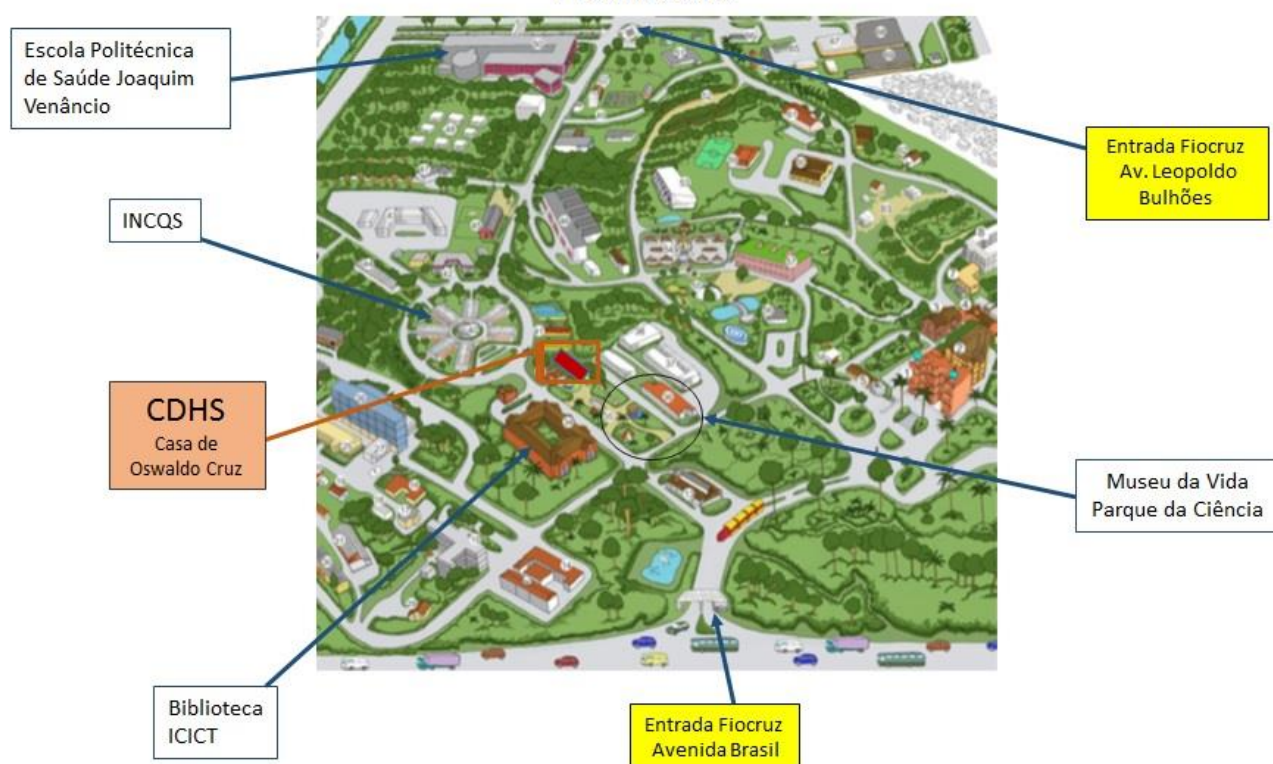 Escola Politécnica
de Saúde Joaquim
Venâncio
Entrada Fiocruz
Av. Leopoldo
Bulhões
INCQS
CDHS
Casa de
Oswaldo Cruz
Museu da Vida
Parque da Ciência
Biblioteca
ICICT
Entrada Fiocruz
Avenida Brasil